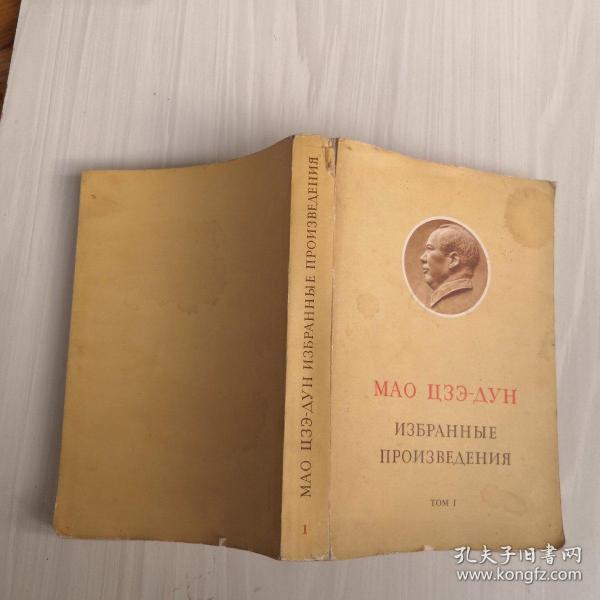 МАО ЦЗЭ-ДУН ИЗБРАННЫЕ ПРОИЗВЕДЕНИЯ
1
МАО ЦЗЭ-ДУН
ИЗБРАННЫЕ
ПРОИЗВЕДЕНИЯ
ТОМ I
孔夫子旧书网
www.kongfz.com